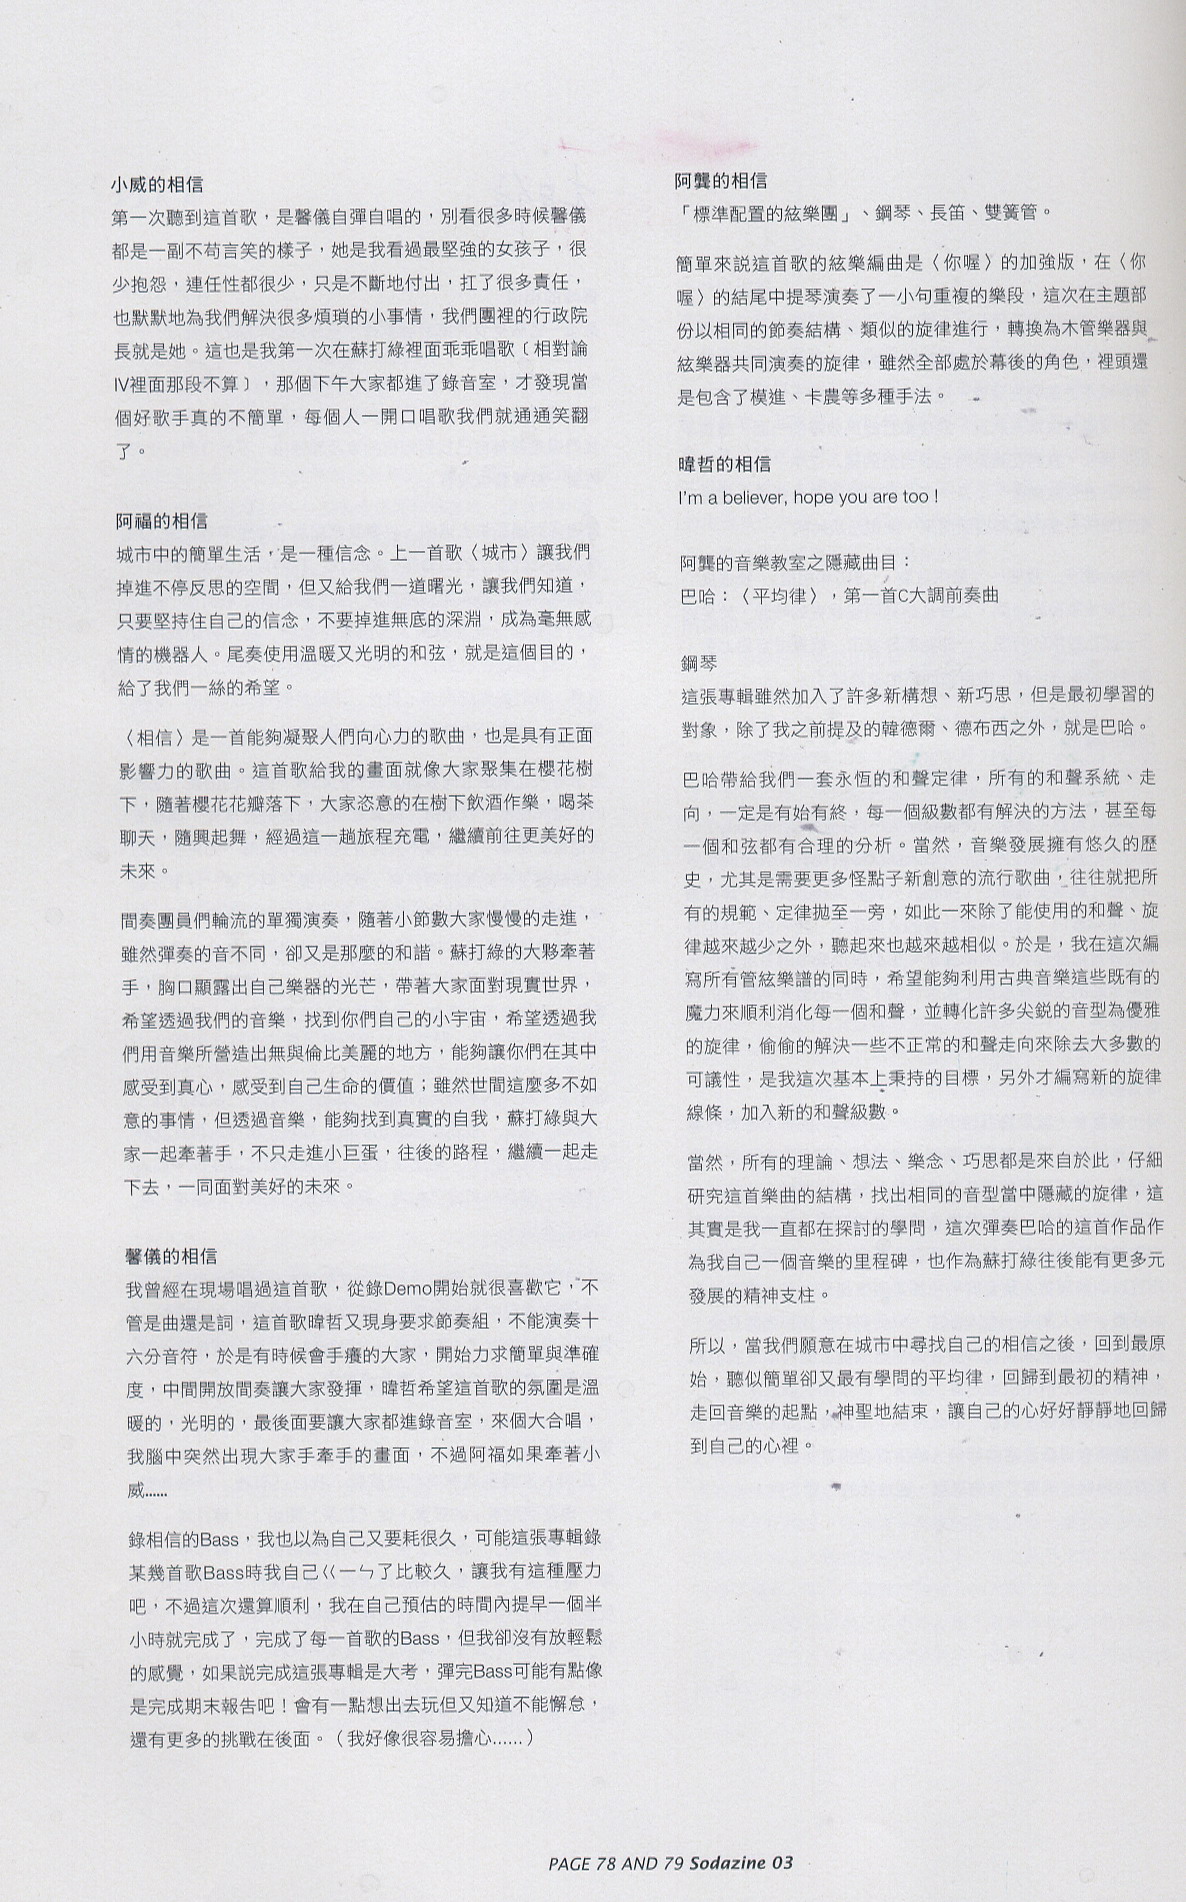 小威的相信
第一次聽到這首歌，是馨儀自彈自唱的，別看很多時候馨儀
都是一副不苟言笑的樣子，她是我看過最堅強的女孩子，很
少抱怨，連任性都很少，只是不斷地付出，扛了很多責任，
也默默地為我們解決很多煩瑣的小事情，我們團裡的行政院
長就是她。這也是我第一次在蘇打綠裡面乖乖唱歌〔相對論
IV裡面那段不算〕，那個下午大家都進了錄音室，才發現當
個好歌手真的不簡單，每個人一開口唱歌我們就通通笑翻
了。
阿福的相信
城市中的簡單生活，是一種信念。上一首歌〈城市〉讓我們
掉進不停反思的空間，但又給我們一道曙光，讓我們知道，
只要堅持住自己的信念，不要掉進無底的深淵，成為毫無感
情的機器人。尾奏使用溫暖又光明的和弦，就是這個目的，
給了我們一絲的希望。
〈相信〉是一首能夠凝聚人們向心力的歌曲，也是具有正面
影響力的歌曲。這首歌給我的畫面就像大家聚集在櫻花樹
下，隨著櫻花花瓣落下，大家恣意的在樹下飲酒作樂，喝茶
聊天，隨興起舞，經過這一趟旅程充電，繼續前往更美好的
未來。
間奏團員們輪流的單獨演奏，隨著小節數大家慢慢的走進，
雖然彈奏的音不同，卻又是那麼的和諧。蘇打綠的大夥牽著
手，胸口顯露出自己樂器的光芒，帶著大家面對現實世界，
希望透過我們的音樂，找到你們自己的小宇宙，希望透過我
們用音樂所營造出無與倫比美麗的地方，能夠讓你們在其中
感受到真心，感受到自己生命的價值；雖然世間這麼多不如
意的事情，但透過音樂，能夠找到真實的自我，蘇打綠與大
家一起牽著手，不只走進小巨蛋，往後的路程，繼續一起走
下去，一同面對美好的未來。
馨儀的相信
我曾經在現場唱過這首歌，從錄Demo開始就很喜歡它，不
管是曲還是詞，這首歌暐哲又現身要求節奏組，不能演奏十
六分音符，於是有時候會手癢的大家，開始力求簡單與準確
度，中間開放間奏讓大家發揮，暐哲希望這首歌的氛圍是溫
暖的，光明的，最後面要讓大家都進錄音室，來個大合唱，
我腦中突然出現大家手牽手的畫面，不過阿福如果牽著小
威......
錄相信的Bass，我也以為自己又要耗很久，可能這張專輯錄
某幾首歌Bass時我自己ㄍㄧㄣ了比較久，讓我有這種壓力
吧，不過這次還算順利，我在自己預估的時間內提早一個半
小時就完成了，完成了每一首歌的Bass，但我卻沒有放輕鬆
的感覺，如果說完成這張專輯是大考，彈完Bass可能有點像
是完成期末報告吧！會有一點想出去玩但又知道不能懈怠，
還有更多的挑戰在後面。（我好像很容易擔心......）
阿龔的相信
「標準配置的絃樂團」、鋼琴、長笛、雙簧管。
簡單來說這首歌的絃樂編曲是〈你喔〉的加強版，在〈你
喔〉的結尾中提琴演奏了一小句重複的樂段，這次在主題部
份以相同的節奏結構、類似的旋律進行，轉換為木管樂器與
絃樂器共同演奏的旋律，雖然全部處於幕後的角色，裡頭還
是包含了模進、卡農等多種手法。
暐哲的相信
I'm a believer, hope you are too !
阿龔的音樂教室之隱藏曲目：
巴哈：〈平均律〉，第一首C大調前奏曲
鋼琴
這張專輯雖然加入了許多新構想、新巧思，但是最初學習的
對象，除了我之前提及的韓德爾、德布西之外，就是巴哈。
巴哈帶給我們一套永恆的和聲定律，所有的和聲系統、走
向，一定是有始有終，每一個級數都有解決的方法，甚至每
一個和弦都有合理的分析。當然，音樂發展擁有悠久的歷
史，尤其是需要更多怪點子新創意的流行歌曲，往往就把所
有的規範、定律拋至一旁，如此一來除了能使用的和聲、旋
律越來越少之外，聽起來也越來越相似。於是，我在這次編
寫所有管絃樂譜的同時，希望能夠利用古典音樂這些既有的
魔力來順利消化每一個和聲，並轉化許多尖銳的音型為優雅
的旋律，偷偷的解決一些不正常的和聲走向來除去大多數的
可議性，是我這次基本上秉持的目標，另外才編寫新的旋律
線條，加入新的和聲級數。
當然，所有的理論、想法、樂念、巧思都是來自於此，仔細
研究這首樂曲的結構，找出相同的音型當中隱藏的旋律，這
其實是我一直都在探討的學問，這次彈奏巴哈的這首作品作
為我自己一個音樂的里程碑，也作為蘇打綠往後能有更多元
發展的精神支柱。
所以，當我們願意在城市中尋找自己的相信之後，回到最原
始，聽似簡單卻又最有學問的平均律，回歸到最初的精神，
走回音樂的起點，神聖地結束，讓自己的心好好靜靜地回歸
到自己的心裡。
PAGE 78 AND 79 Sodazine 03